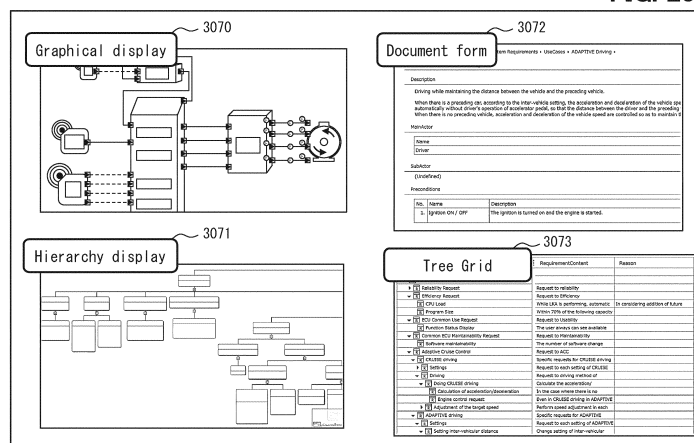 3070
Graphical display
3072
Document form
tem Requirements • UseCases • ADAPTIVE Driving •
Description
Driving while maintaining the distance between the vehicle and the preceding vehicle.
When there is a preceding car, according to the inter-vehicle setting, the acceleration and deceleration of the vehicle spe
automatically without driver's operation of accelerator pedal, so that the distance between the driver and the preceding
When there is no preceding vehicle, acceleration and deceleration of the vehicle speed are controlled so as to maintain t
MainActor
Name
Driver
SubActor
(Undefined)
Preconditions
No. Name Description
1. Ignition ON / OFF The ignition is turned on and the engine is started.
3071
Hierarchy display
3073
Tree Grid
RequirementContent Reason
Reliability Request Request to reliability
Efficiency Request Request to Efficiency
CPU Load While LKA is performing, automatic In considering addition of future
Program Size Within 70% of the following capacity
ECU Common Use Request Request to Usability
Function Status Display The user always can see available
Common ECU Maintainability Request Request to Maintainability
Software maintainability The number of software change
Adaptive Cruise Control Request to ACC
CRUISE driving Specific requests for CRUISE driving
Settings Request to each setting of CRUISE
Driving Request to driving method of
Doing CRUISE driving Calculate the acceleration/
Calculation of acceleration/deceleration In the case where there is no
Engine control request Even in CRUISE driving in ADAPTIVE
Adjustment of the target speed Perform speed adjustment in each
ADAPTIVE driving Specific requests for ADAPTIVE
Settings Request to each setting of ADAPTIVE
Setting inter-vehicular distance Change setting of inter-vehicular